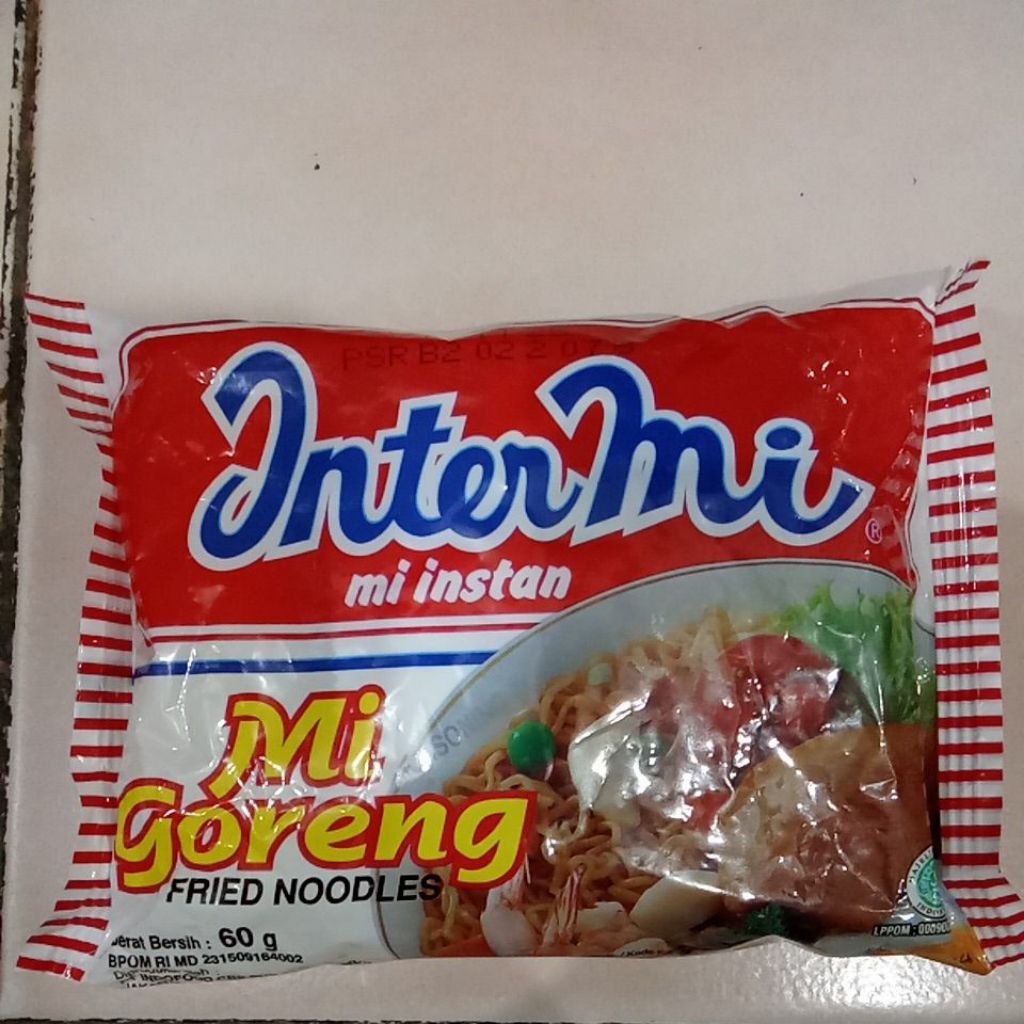 PSR B2 02 2
InterMi
®
mi instan
Mi
Goreng
FRIED NOODLES
Berat Bersih : 60 g
BPOM RI MD 231509164002
INDOFOOD
LPPOM :